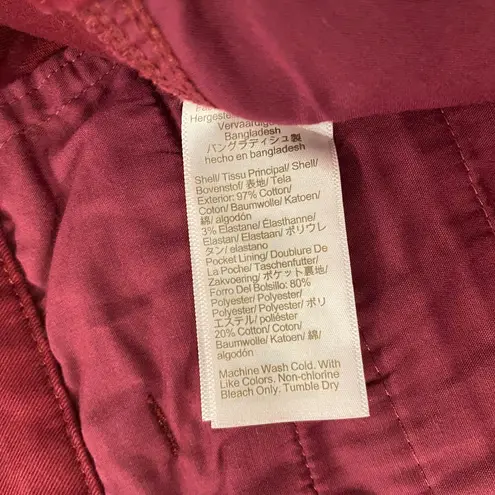 Hergeste
Vervaardig
Bangladesh
バングラディシュ製
hecho en bangladesh
Shell/ Tissu Principal/ Shell/
Bovenstof/ 表地/ Tela
Exterior: 97% Cotton/
Coton/ Baumwolle/ Katoen/
綿/ algodón
3% Elastane/ Élasthanne/
Elastan/ Elastaan/ ポリウレ
タン/ elastano
Pocket Lining/ Doublure De
La Poche/ Taschenfutter/
Zakvoering/ ポケット裏地/
Forro Del Bolsillo: 80%
Polyester/ Polyester/
Polyester/ Polyester/ ポリ
エステル/ poliéster
20% Cotton/ Coton/
Baumwolle/ Katoen/ 綿/
algodón
Machine Wash Cold. With
Like Colors. Non-chlorine
Bleach Only. Tumble Dry